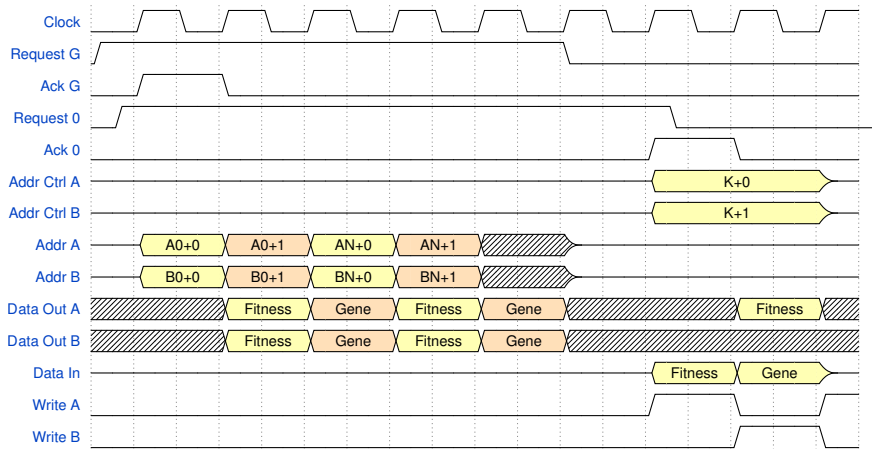 Clock
Request G
Ack G
Request 0
Ack 0
Addr Ctrl A K+0
Addr Ctrl B K+1
Addr A A0+0 A0+1 AN+0 AN+1
Addr B B0+0 B0+1 BN+0 BN+1
Data Out A Fitness Gene Fitness Gene Fitness
Data Out B Fitness Gene Fitness Gene
Data In Fitness Gene
Write A
Write B